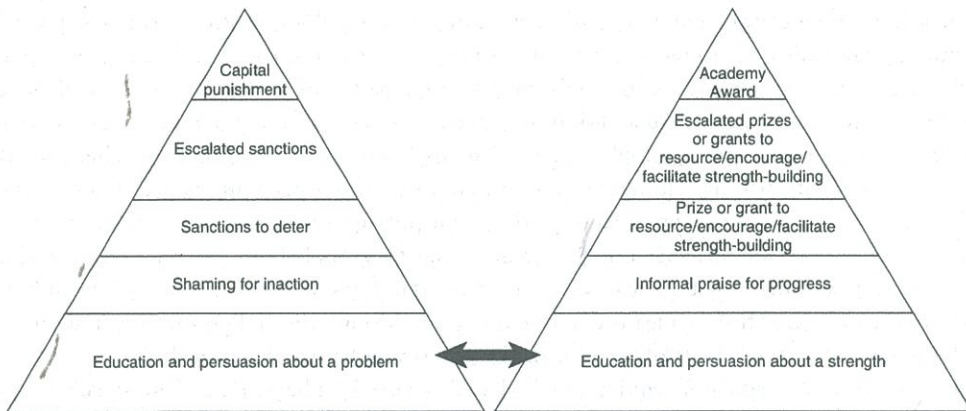 Capital
punishment
Escalated sanctions
Sanctions to deter
Shaming for inaction
Education and persuasion about a problem
Academy
Award
Escalated prizes
or grants to
resource/encourage/
facilitate strength-building
Prize or grant to
resource/encourage/facilitate
strength-building
Informal praise for progress
Education and persuasion about a strength